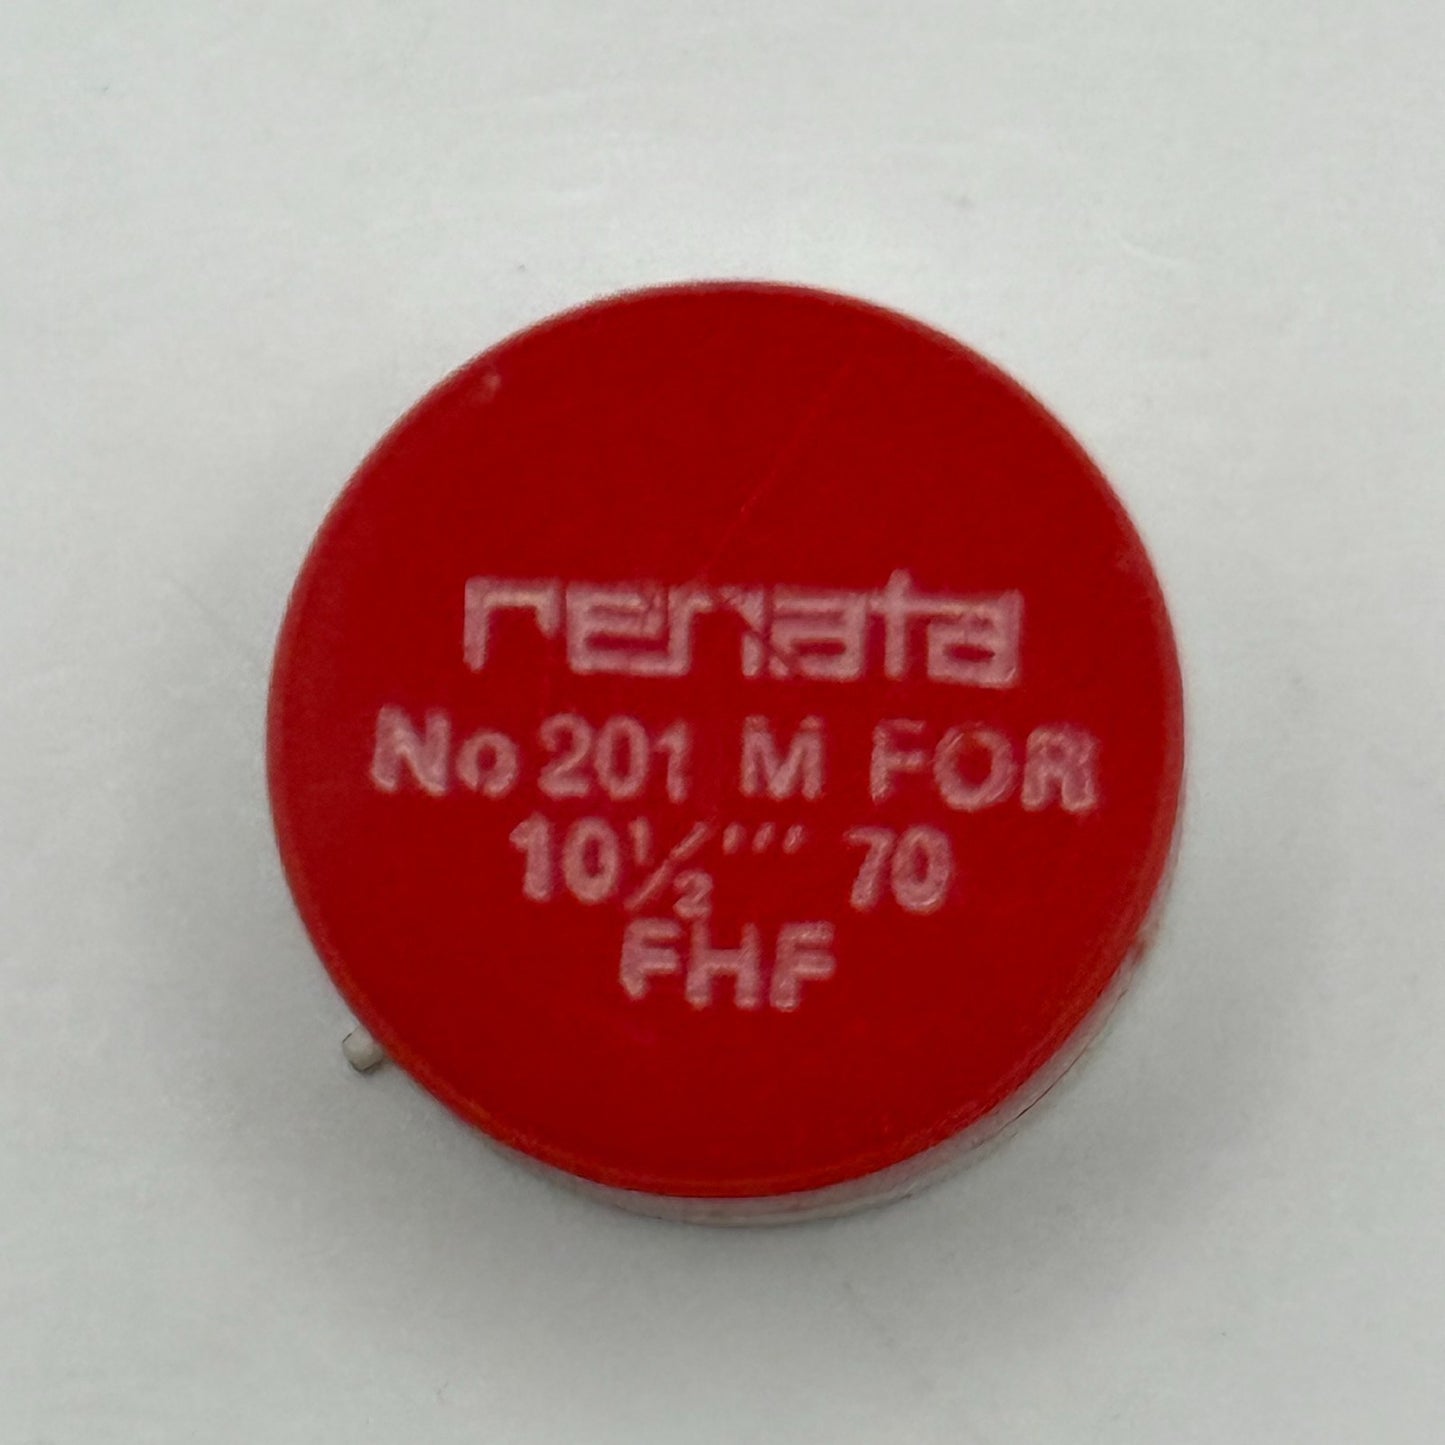 renata
No 201 M FOR
10½''' 70
FHF